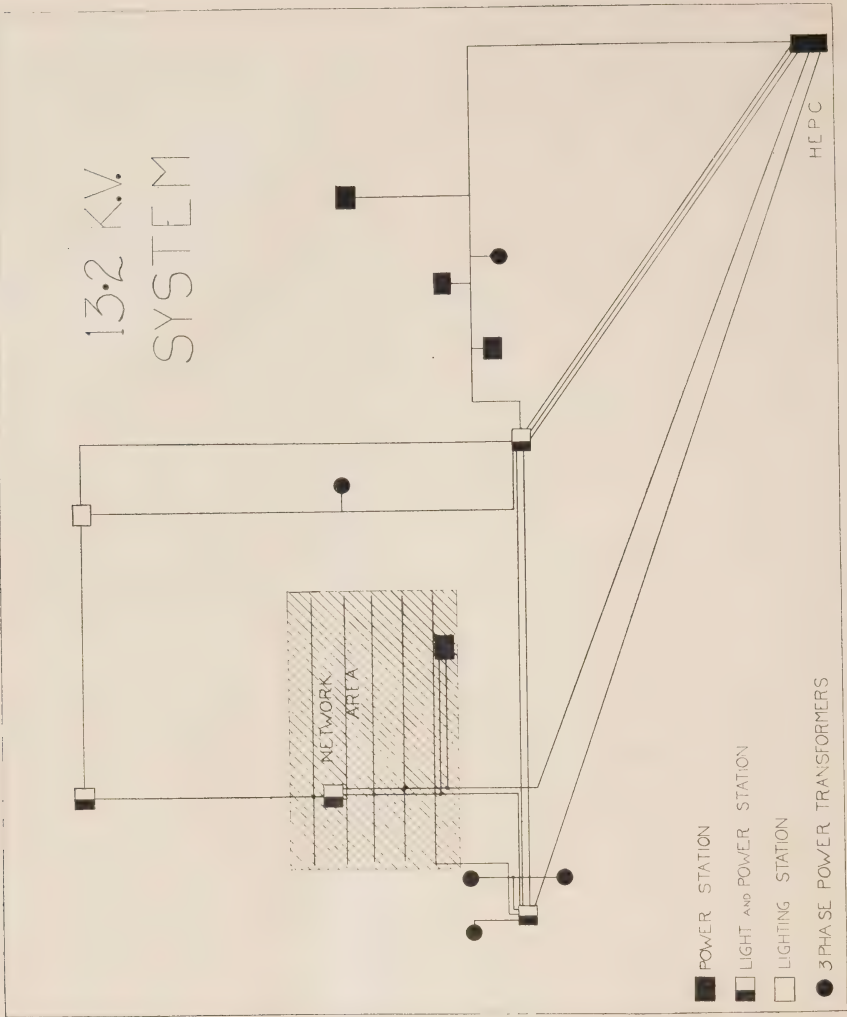 13·2 K.V.
SYSTEM
HEPC
NETWORK
AREA
POWER STATION
LIGHT AND POWER STATION
LIGHTING STATION
3 PHASE POWER TRANSFORMERS